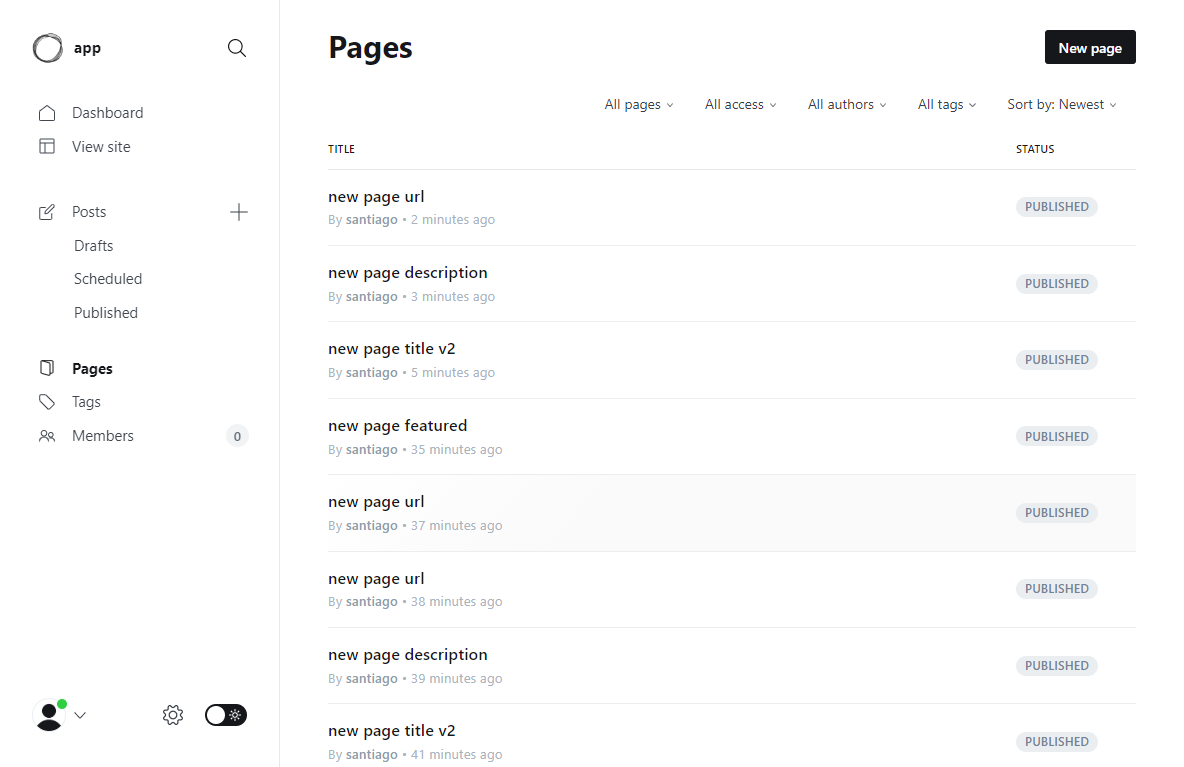 app
Dashboard
View site
Posts
Drafts
Scheduled
Published
Pages
Tags
Members 0
Pages
New page
All pages All access All authors All tags Sort by: Newest
TITLE STATUS
new page url
By santiago • 2 minutes ago
PUBLISHED
new page description
By santiago • 3 minutes ago
PUBLISHED
new page title v2
By santiago • 5 minutes ago
PUBLISHED
new page featured
By santiago • 35 minutes ago
PUBLISHED
new page url
By santiago • 37 minutes ago
PUBLISHED
new page url
By santiago • 38 minutes ago
PUBLISHED
new page description
By santiago • 39 minutes ago
PUBLISHED
new page title v2
By santiago • 41 minutes ago
PUBLISHED